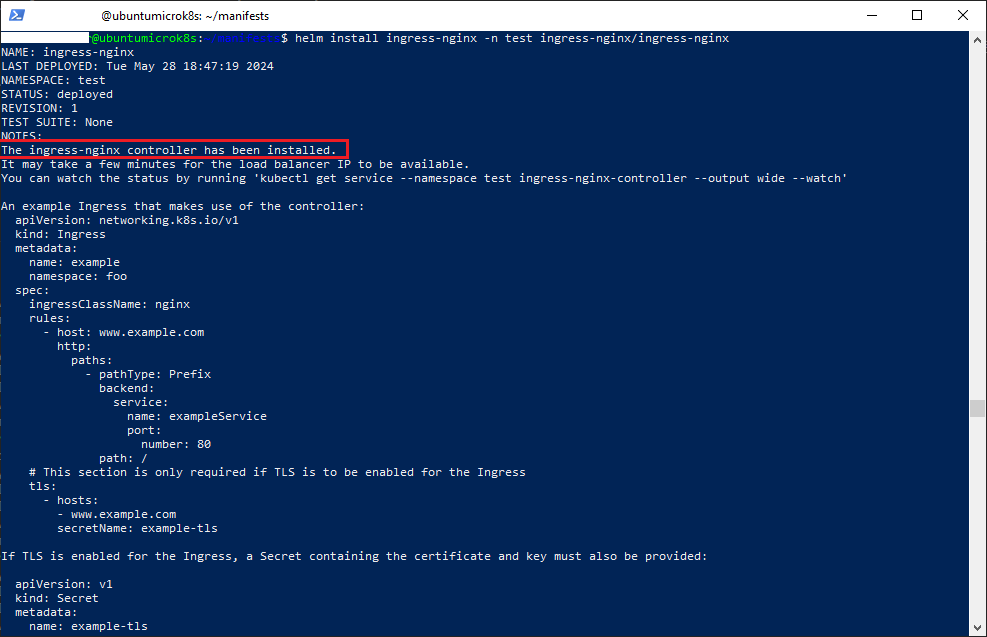 @ubuntumicrok8s: ~/manifests
@ubuntumicrok8s:~/manifests$ helm install ingress-nginx -n test ingress-nginx/ingress-nginx
NAME: ingress-nginx
LAST DEPLOYED: Tue May 28 18:47:19 2024
NAMESPACE: test
STATUS: deployed
REVISION: 1
TEST SUITE: None
NOTES:
The ingress-nginx controller has been installed.
It may take a few minutes for the load balancer IP to be available.
You can watch the status by running 'kubectl get service --namespace test ingress-nginx-controller --output wide --watch'

An example Ingress that makes use of the controller:
  apiVersion: networking.k8s.io/v1
  kind: Ingress
  metadata:
    name: example
    namespace: foo
  spec:
    ingressClassName: nginx
    rules:
      - host: www.example.com
        http:
          paths:
            - pathType: Prefix
              backend:
                service:
                  name: exampleService
                  port:
                    number: 80
              path: /
    # This section is only required if TLS is to be enabled for the Ingress
    tls:
      - hosts:
        - www.example.com
        secretName: example-tls

If TLS is enabled for the Ingress, a Secret containing the certificate and key must also be provided:

  apiVersion: v1
  kind: Secret
  metadata:
    name: example-tls